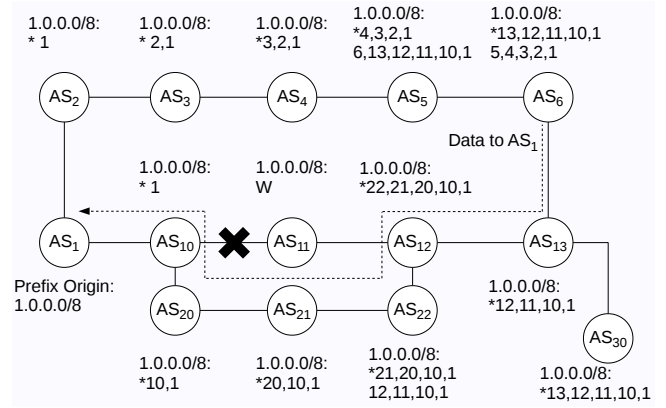 1.0.0.0/8:
* 1
1.0.0.0/8:
* 2,1
1.0.0.0/8:
*3,2,1
1.0.0.0/8:
*4,3,2,1
6,13,12,11,10,1
1.0.0.0/8:
*13,12,11,10,1
5,4,3,2,1
AS2
AS3
AS4
AS5
AS6
Data to AS1
1.0.0.0/8:
* 1
1.0.0.0/8:
W
1.0.0.0/8:
*22,21,20,10,1
AS1
AS10
AS11
AS12
AS13
Prefix Origin:
1.0.0.0/8
1.0.0.0/8:
*12,11,10,1
AS20
AS21
AS22
AS30
1.0.0.0/8:
*10,1
1.0.0.0/8:
*20,10,1
1.0.0.0/8:
*21,20,10,1
12,11,10,1
1.0.0.0/8:
*13,12,11,10,1